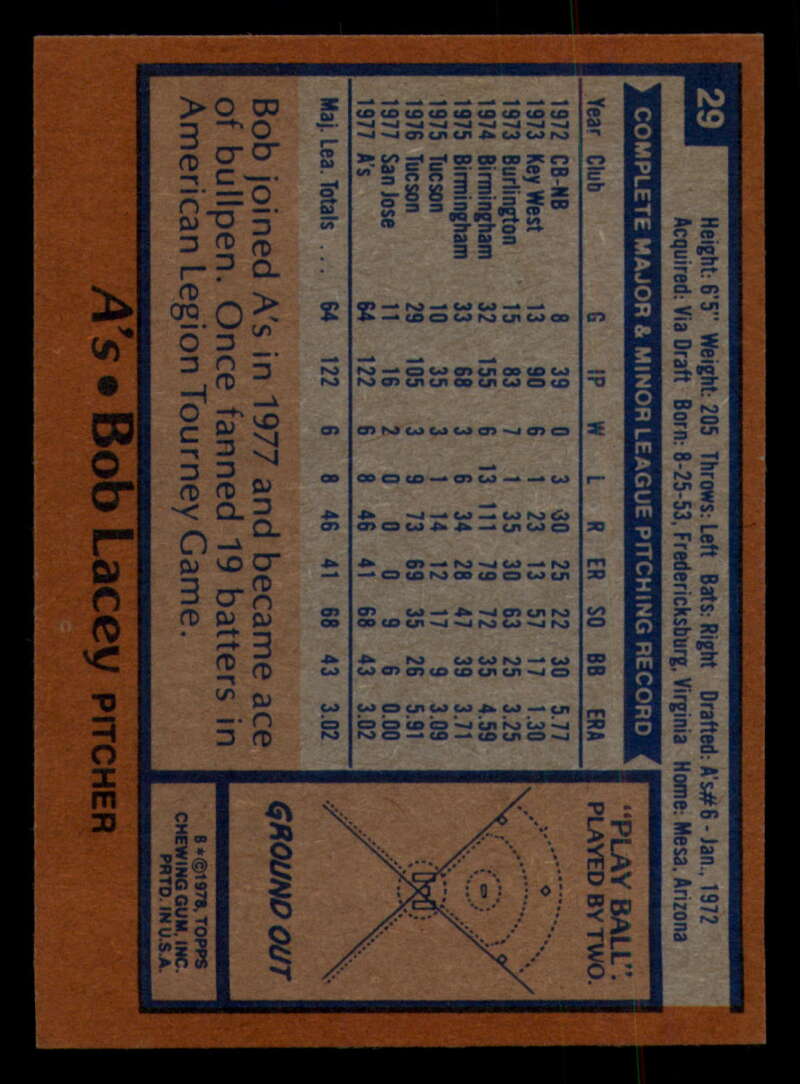 29
Height: 6'5" Weight: 205 Throws: Left Bats: Right Drafted: A's#6 - Jan., 1972
Acquired: Via Draft Born: 8-25-53, Fredericksburg, Virginia Home: Mesa, Arizona
COMPLETE MAJOR & MINOR LEAGUE PITCHING RECORD
Year Club G IP W L R ER SO BB ERA
1972 CB-NB 8 39 0 3 30 25 22 30 5.77
1973 Key West 13 90 6 1 23 13 57 17 1.30
1973 Burlington 15 83 7 1 35 30 63 25 3.25
1974 Birmingham 32 155 6 13 111 79 72 35 4.59
1975 Birmingham 33 68 3 6 34 28 47 39 3.71
1975 Tucson 10 35 3 1 14 12 17 9 3.09
1976 Tucson 29 105 3 9 73 69 35 26 5.91
1977 San Jose 11 16 2 0 0 0 9 6 0.00
1977 A's 64 122 6 8 46 41 68 43 3.02
Maj. Lea. Totals ... 64 122 6 8 46 41 68 43 3.02
Bob joined A's in 1977 and became ace
of bullpen. Once fanned 19 batters in
American Legion Tourney Game.
"PLAY BALL":
PLAYED BY TWO.
GROUND OUT
B*©1978, TOPPS
CHEWING GUM, INC.
PRTD. IN U.S.A.
A's • Bob Lacey PITCHER